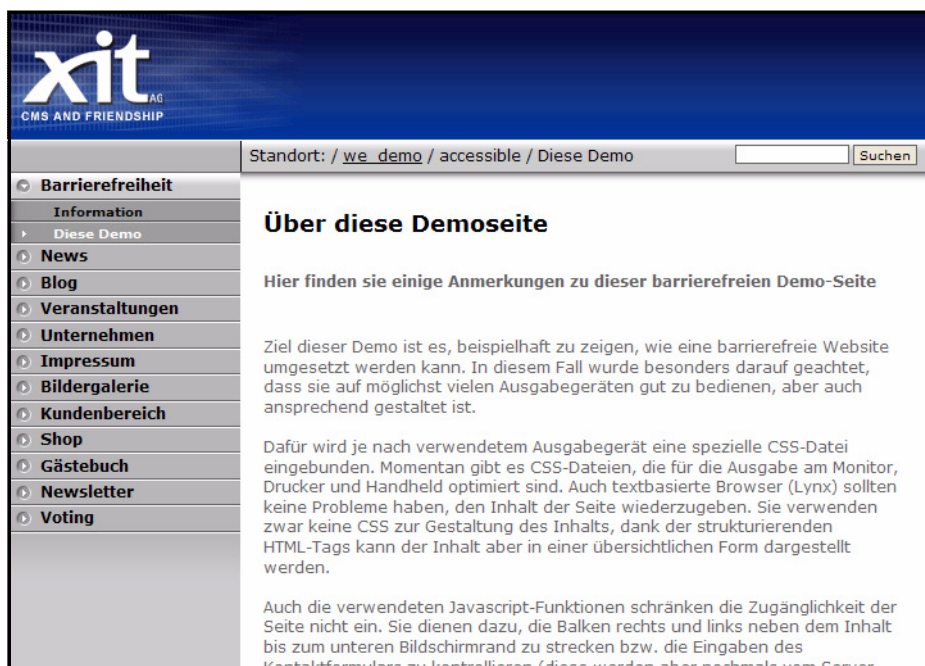 xit
AG
CMS AND FRIENDSHIP
Standort: / we_demo / accessible / Diese Demo
Suchen
Barrierefreiheit
Information
Diese Demo
News
Blog
Veranstaltungen
Unternehmen
Impressum
Bildergalerie
Kundenbereich
Shop
Gästebuch
Newsletter
Voting
Über diese Demoseite
Hier finden sie einige Anmerkungen zu dieser barrierefreien Demo-Seite
Ziel dieser Demo ist es, beispielhaft zu zeigen, wie eine barrierefreie Website
umgesetzt werden kann. In diesem Fall wurde besonders darauf geachtet,
dass sie auf möglichst vielen Ausgabegeräten gut zu bedienen, aber auch
ansprechend gestaltet ist.
Dafür wird je nach verwendetem Ausgabegerät eine spezielle CSS-Datei
eingebunden. Momentan gibt es CSS-Dateien, die für die Ausgabe am Monitor,
Drucker und Handheld optimiert sind. Auch textbasierte Browser (Lynx) sollten
keine Probleme haben, den Inhalt der Seite wiederzugeben. Sie verwenden
zwar keine CSS zur Gestaltung des Inhalts, dank der strukturierenden
HTML-Tags kann der Inhalt aber in einer übersichtlichen Form dargestellt
werden.
Auch die verwendeten Javascript-Funktionen schränken die Zugänglichkeit der
Seite nicht ein. Sie dienen dazu, die Balken rechts und links neben dem Inhalt
bis zum unteren Bildschirmrand zu strecken bzw. die Eingaben des
Kontaktformulars zu kontrollieren (diese werden aber nochmals vom Server